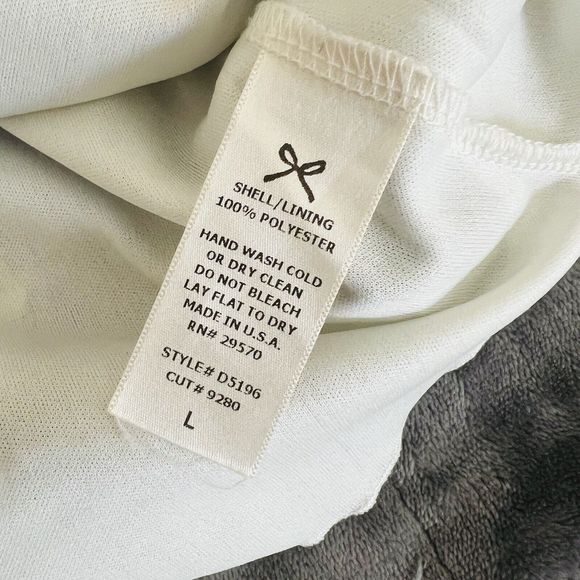 SHELL/LINING
100% POLYESTER
HAND WASH COLD
OR DRY CLEAN
DO NOT BLEACH
LAY FLAT TO DRY
MADE IN U.S.A.
RN# 29570
STYLE# D5196
CUT# 9280
L